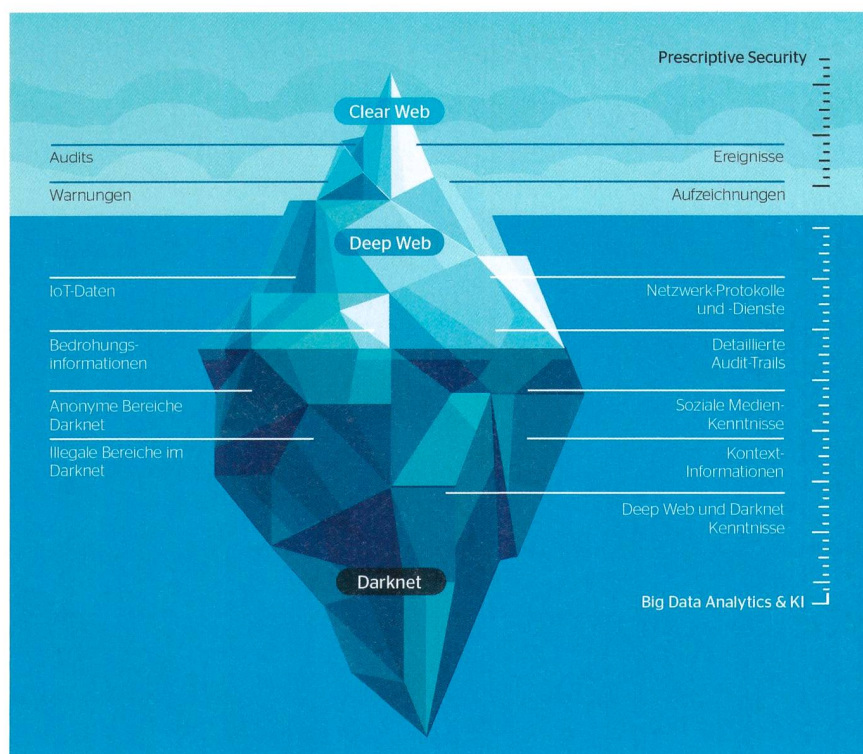 Prescriptive Security
Clear Web
Audits
Ereignisse
Warnungen
Aufzeichnungen
Deep Web
IoT-Daten
Netzwerk-Protokolle
und -Dienste
Bedrohungs-
informationen
Detaillierte
Audit-Trails
Anonyme Bereiche
Darknet
Soziale Medien-
Kenntnisse
Illegale Bereiche im
Darknet
Kontext-
Informationen
Deep Web und Darknet
Kenntnisse
Darknet
Big Data Analytics & KI